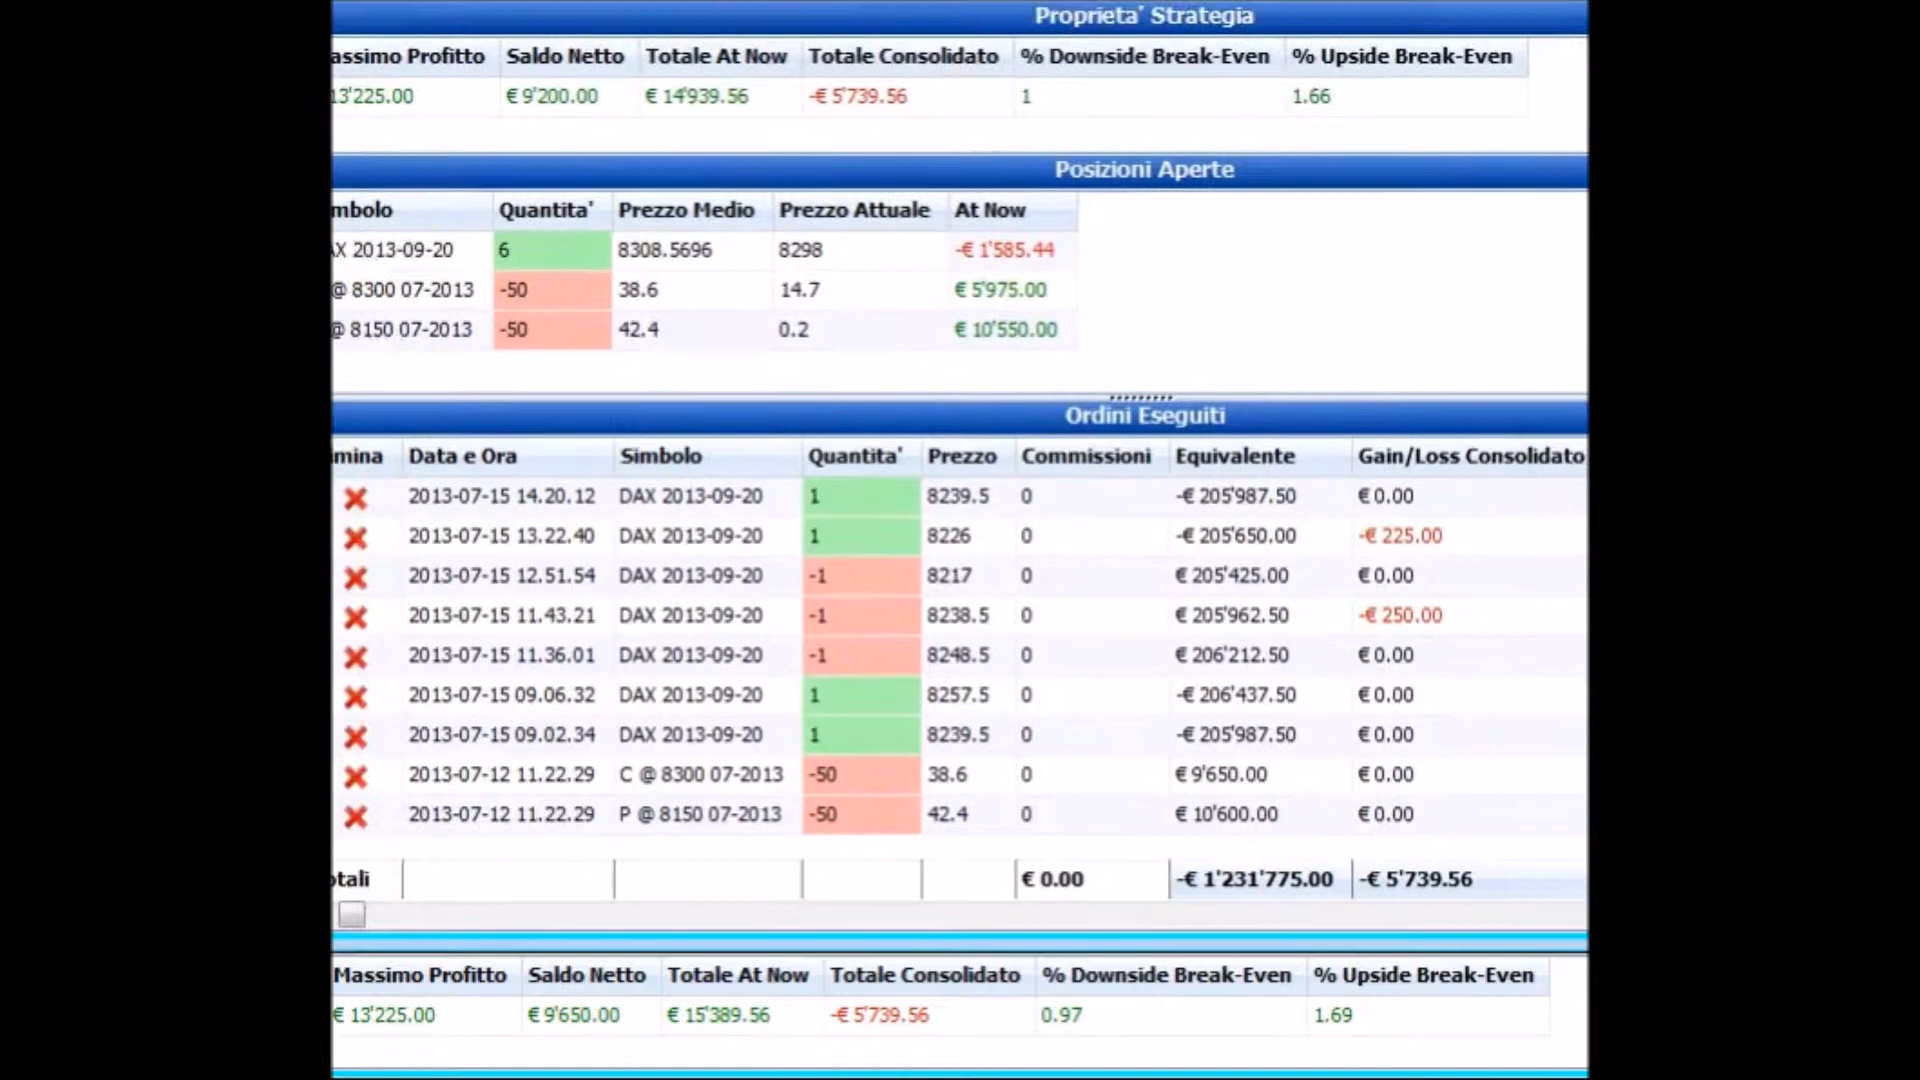 Proprieta' Strategia
assimo Profitto Saldo Netto Totale At Now Totale Consolidato % Downside Break-Even % Upside Break-Even
13'225.00 € 9'200.00 € 14'939.56 -€ 5'739.56 1 1.66
Posizioni Aperte
mbolo Quantita' Prezzo Medio Prezzo Attuale At Now
AX 2013-09-20 6 8308.5696 8298 -€ 1'585.44
@ 8300 07-2013 -50 38.6 14.7 € 5'975.00
@ 8150 07-2013 -50 42.4 0.2 € 10'550.00
Ordini Eseguiti
imina Data e Ora Simbolo Quantita' Prezzo Commissioni Equivalente Gain/Loss Consolidato
2013-07-15 14.20.12 DAX 2013-09-20 1 8239.5 0 -€ 205'987.50 € 0.00
2013-07-15 13.22.40 DAX 2013-09-20 1 8226 0 -€ 205'650.00 -€ 225.00
2013-07-15 12.51.54 DAX 2013-09-20 -1 8217 0 € 205'425.00 € 0.00
2013-07-15 11.43.21 DAX 2013-09-20 -1 8238.5 0 € 205'962.50 -€ 250.00
2013-07-15 11.36.01 DAX 2013-09-20 -1 8248.5 0 € 206'212.50 € 0.00
2013-07-15 09.06.32 DAX 2013-09-20 1 8257.5 0 -€ 206'437.50 € 0.00
2013-07-15 09.02.34 DAX 2013-09-20 1 8239.5 0 -€ 205'987.50 € 0.00
2013-07-12 11.22.29 C @ 8300 07-2013 -50 38.6 0 € 9'650.00 € 0.00
2013-07-12 11.22.29 P @ 8150 07-2013 -50 42.4 0 € 10'600.00 € 0.00
otali € 0.00 -€ 1'231'775.00 -€ 5'739.56
Massimo Profitto Saldo Netto Totale At Now Totale Consolidato % Downside Break-Even % Upside Break-Even
€ 13'225.00 € 9'650.00 € 15'389.56 -€ 5'739.56 0.97 1.69